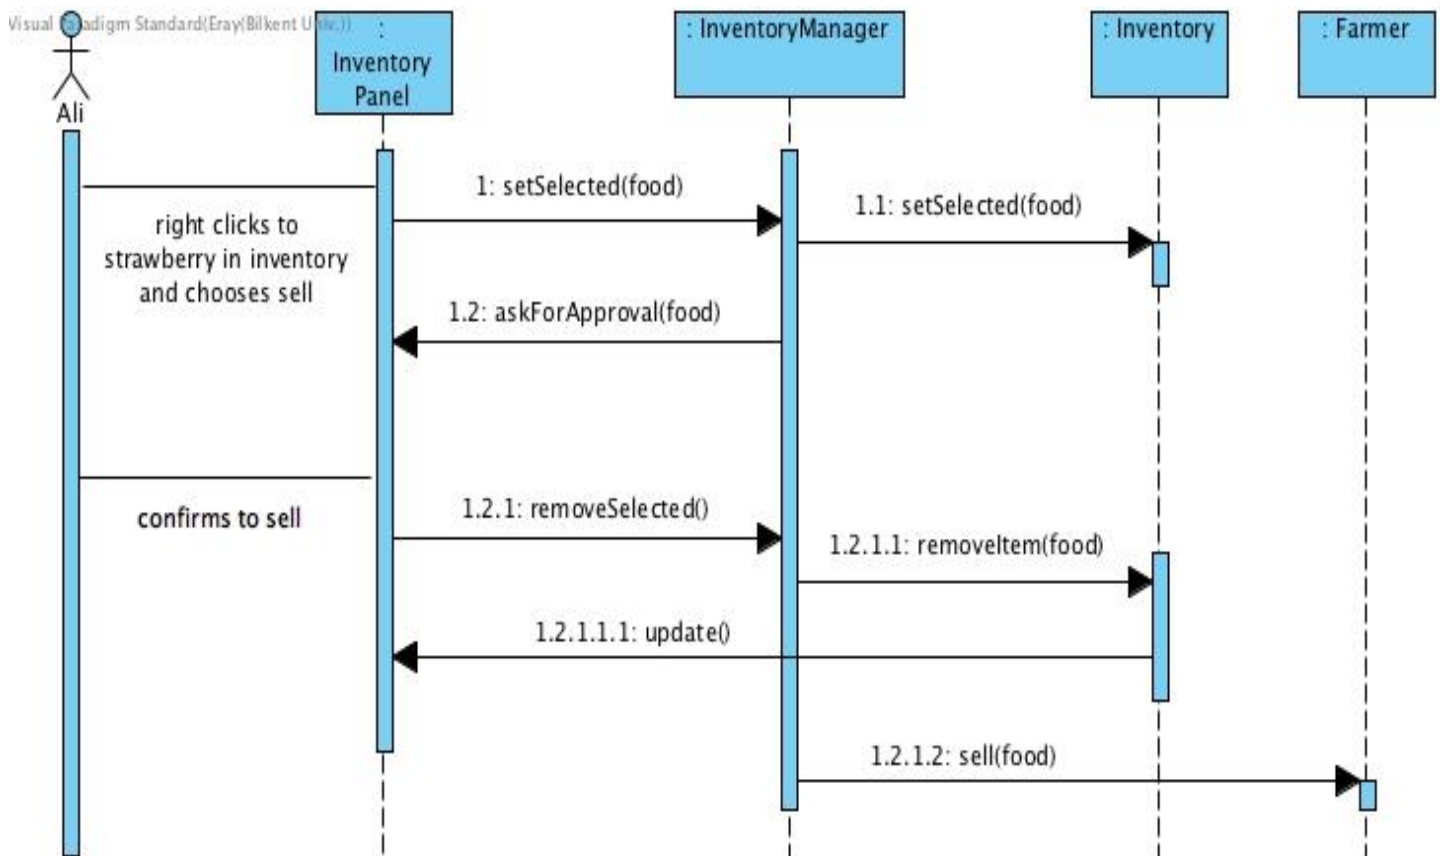 Visual Paradigm Standard(Eray(Bilkent Univ.))
Ali
:
Inventory
Panel
: InventoryManager
: Inventory
: Farmer
right clicks to
strawberry in inventory
and chooses sell
1: setSelected(food)
1.1: setSelected(food)
1.2: askForApproval(food)
confirms to sell
1.2.1: removeSelected()
1.2.1.1: removeItem(food)
1.2.1.1.1: update()
1.2.1.2: sell(food)